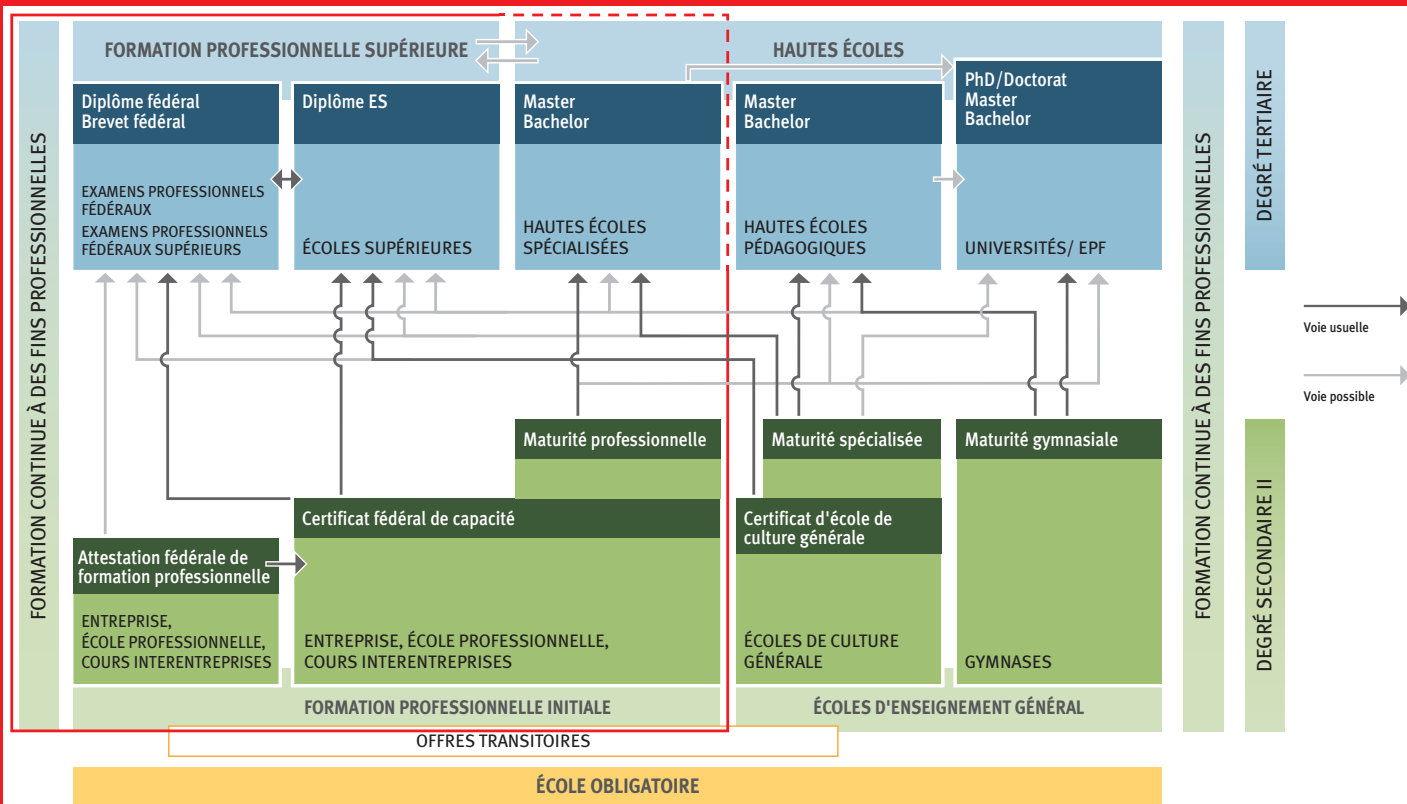 FORMATION CONTINUE À DES FINS PROFESSIONNELLES
FORMATION PROFESSIONNELLE SUPÉRIEURE
HAUTES ÉCOLES
Diplôme fédéral
Brevet fédéral
EXAMENS PROFESSIONNELS
FÉDÉRAUX
EXAMENS PROFESSIONNELS
FÉDÉRAUX SUPÉRIEURS
Diplôme ES
ÉCOLES SUPÉRIEURES
Master
Bachelor
HAUTES ÉCOLES
SPÉCIALISÉES
Master
Bachelor
HAUTES ÉCOLES
PÉDAGOGIQUES
PhD/Doctorat
Master
Bachelor
UNIVERSITÉS/ EPF
FORMATION CONTINUE À DES FINS PROFESSIONNELLES
DEGRÉ TERTIAIRE
Voie usuelle
Voie possible
Maturité professionnelle
Maturité spécialisée
Maturité gymnasiale
Certificat fédéral de capacité
Certificat d'école de
culture générale
Attestation fédérale de
formation professionnelle
ENTREPRISE,
ÉCOLE PROFESSIONNELLE,
COURS INTERENTREPRISES
ENTREPRISE, ÉCOLE PROFESSIONNELLE,
COURS INTERENTREPRISES
ÉCOLES DE CULTURE
GÉNÉRALE
GYMNASES
DEGRÉ SECONDAIRE II
FORMATION PROFESSIONNELLE INITIALE
ÉCOLES D'ENSEIGNEMENT GÉNÉRAL
OFFRES TRANSITOIRES
ÉCOLE OBLIGATOIRE